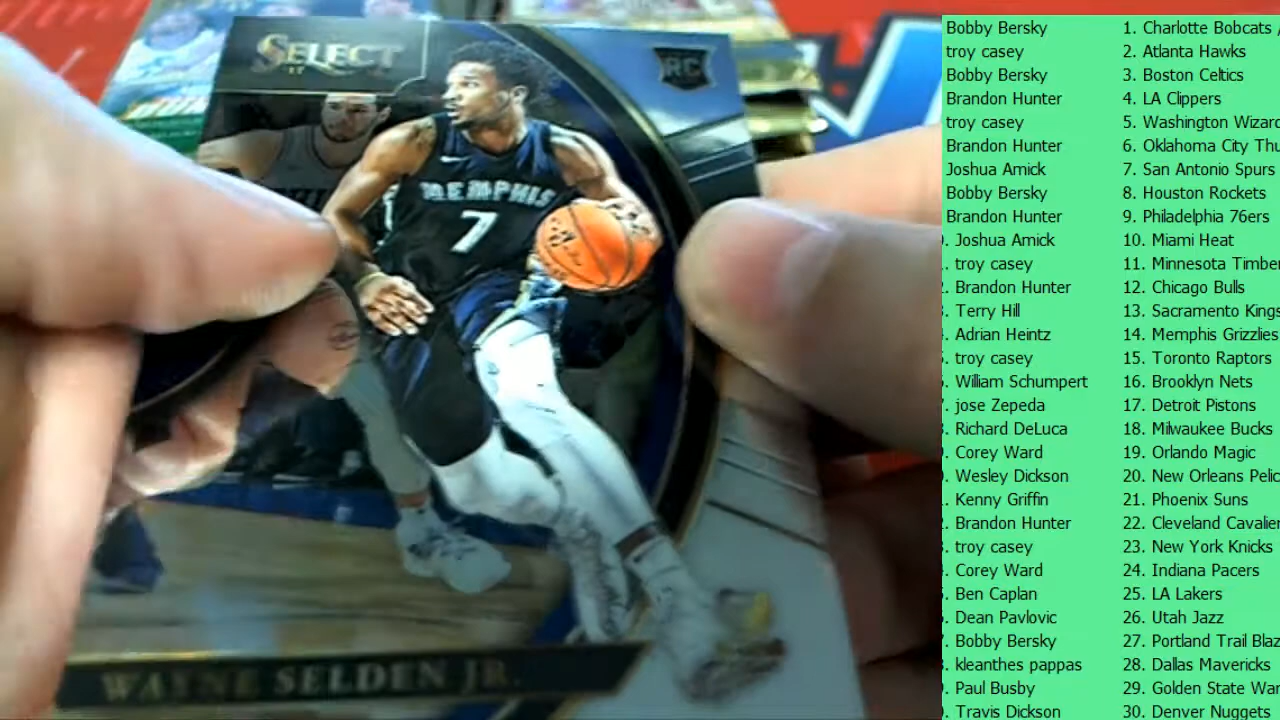 SELECT
17
RC
MEMPHIS
7
WAYNE SELDEN JR.
Bobby Bersky 1. Charlotte Bobcats /
troy casey 2. Atlanta Hawks
Bobby Bersky 3. Boston Celtics
Brandon Hunter 4. LA Clippers
troy casey 5. Washington Wizard
Brandon Hunter 6. Oklahoma City Thu
Joshua Amick 7. San Antonio Spurs
Bobby Bersky 8. Houston Rockets
Brandon Hunter 9. Philadelphia 76ers
. Joshua Amick 10. Miami Heat
. troy casey 11. Minnesota Timber
. Brandon Hunter 12. Chicago Bulls
. Terry Hill 13. Sacramento Kings
. Adrian Heintz 14. Memphis Grizzlies
. troy casey 15. Toronto Raptors
. William Schumpert 16. Brooklyn Nets
. jose Zepeda 17. Detroit Pistons
. Richard DeLuca 18. Milwaukee Bucks
. Corey Ward 19. Orlando Magic
. Wesley Dickson 20. New Orleans Pelic
. Kenny Griffin 21. Phoenix Suns
. Brandon Hunter 22. Cleveland Cavalier
. troy casey 23. New York Knicks
. Corey Ward 24. Indiana Pacers
. Ben Caplan 25. LA Lakers
. Dean Pavlovic 26. Utah Jazz
. Bobby Bersky 27. Portland Trail Blaz
. kleanthes pappas 28. Dallas Mavericks
. Paul Busby 29. Golden State War
. Travis Dickson 30. Denver Nuggets